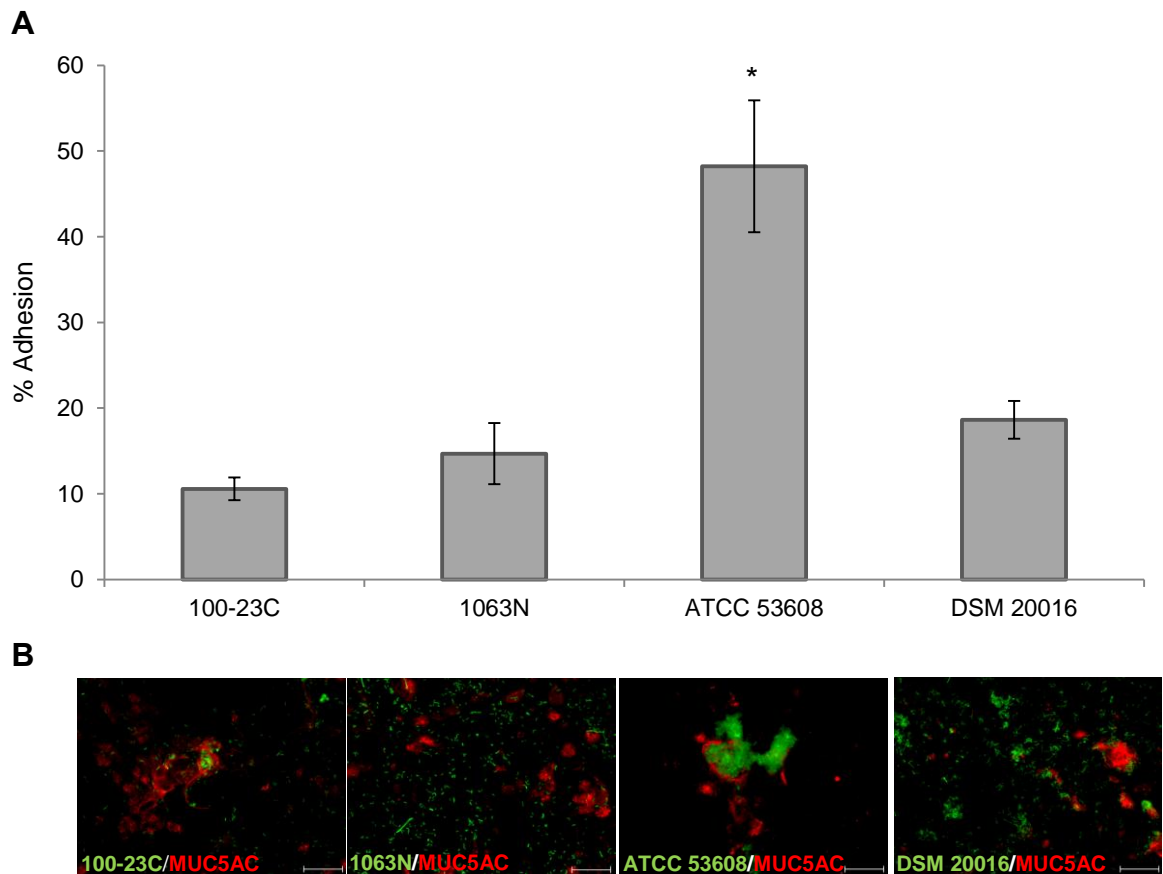 A
60
50
40
30
20
10
0
% Adhesion
*
100-23C 1063N ATCC 53608 DSM 20016
B
100-23C/MUC5AC 1063N/MUC5AC ATCC 53608/MUC5AC DSM 20016/MUC5AC